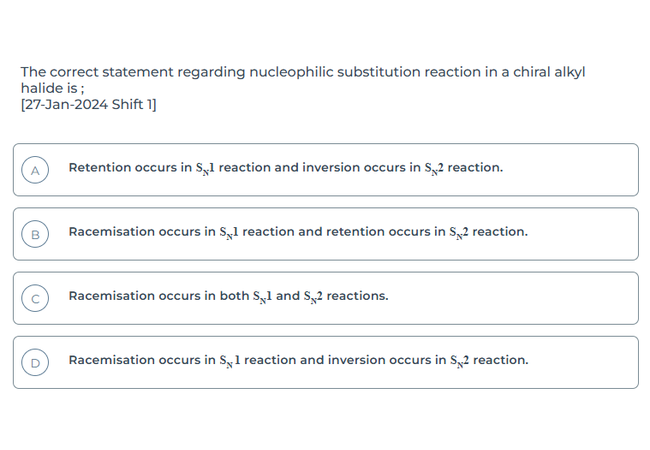 The correct statement regarding nucleophilic substitution reaction in a chiral alkyl
halide is ;
[27-Jan-2024 Shift 1]
A Retention occurs in S_N1 reaction and inversion occurs in S_N2 reaction.
B Racemisation occurs in S_N1 reaction and retention occurs in S_N2 reaction.
C Racemisation occurs in both S_N1 and S_N2 reactions.
D Racemisation occurs in S_N1 reaction and inversion occurs in S_N2 reaction.